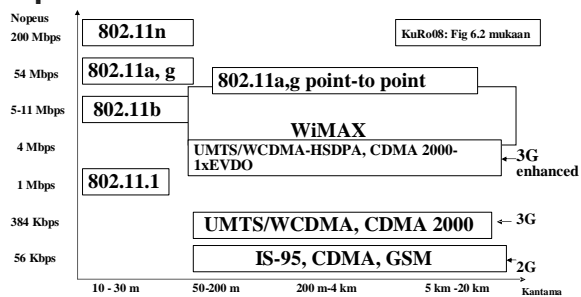 Nopeus
200 Mbps
802.11n
KuRo08: Fig 6.2 mukaan
54 Mbps
802.11a, g
802.11a,g point-to point
5-11 Mbps
802.11b
WiMAX
4 Mbps
UMTS/WCDMA-HSDPA, CDMA 2000-
1xEVDO
3G
enhanced
1 Mbps
802.11.1
384 Kbps
UMTS/WCDMA, CDMA 2000
3G
56 Kbps
IS-95, CDMA, GSM
2G
10 - 30 m
50-200 m
200 m-4 km
5 km -20 km
Kantama